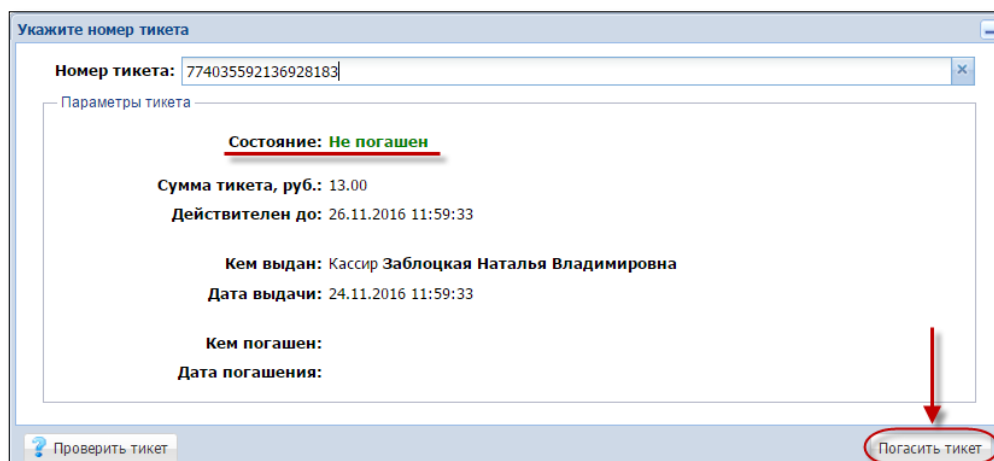 Укажите номер тикета
Номер тикета: 774035592136928183
Параметры тикета
Состояние: Не погашен
Сумма тикета, руб.: 13.00
Действителен до: 26.11.2016 11:59:33
Кем выдан: Кассир Заблоцкая Наталья Владимировна
Дата выдачи: 24.11.2016 11:59:33
Кем погашен:
Дата погашения:
Проверить тикет
Погасить тикет